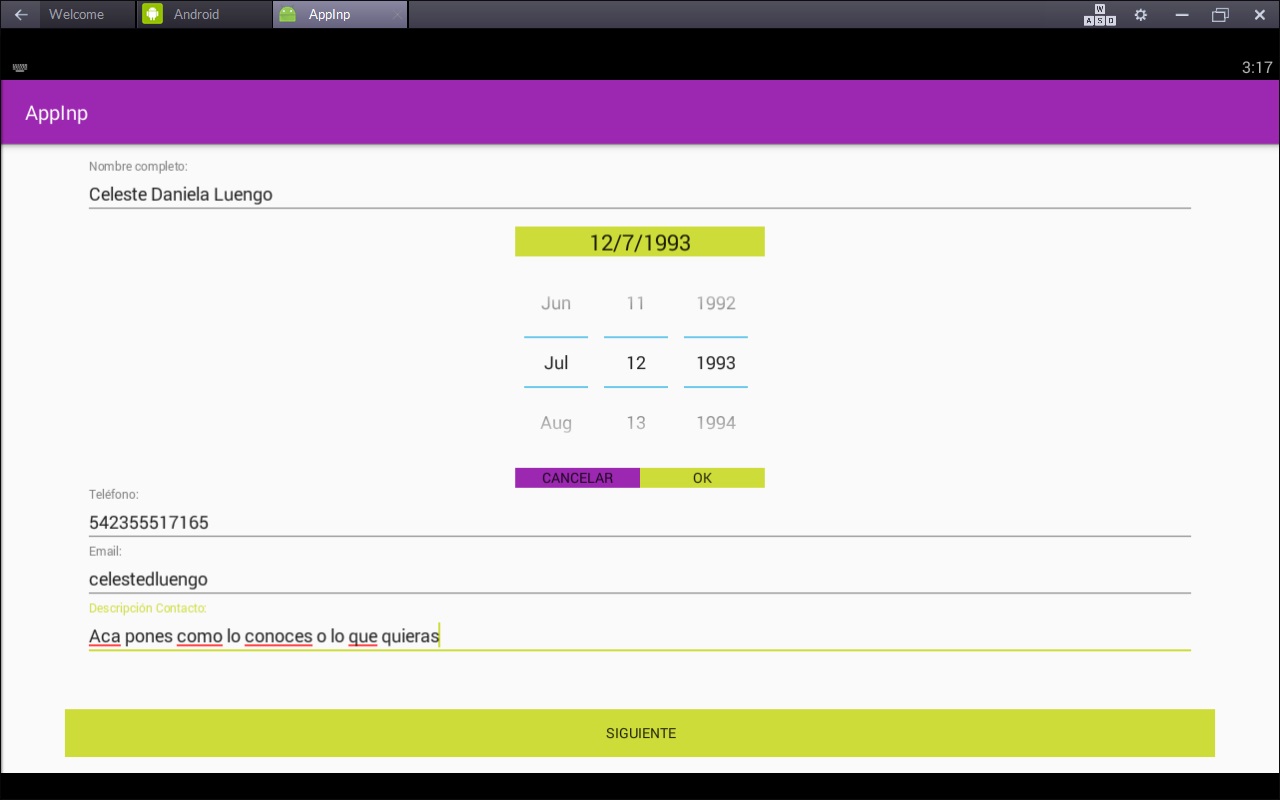 Welcome
Android
AppInp
W
A S D
3:17
AppInp
Nombre completo:
Celeste Daniela Luengo
12/7/1993
Jun 11 1992
Jul 12 1993
Aug 13 1994
CANCELAR OK
Teléfono:
542355517165
Email:
celestedluengo
Descripción Contacto:
Aca pones como lo conoces o lo que quieras
SIGUIENTE